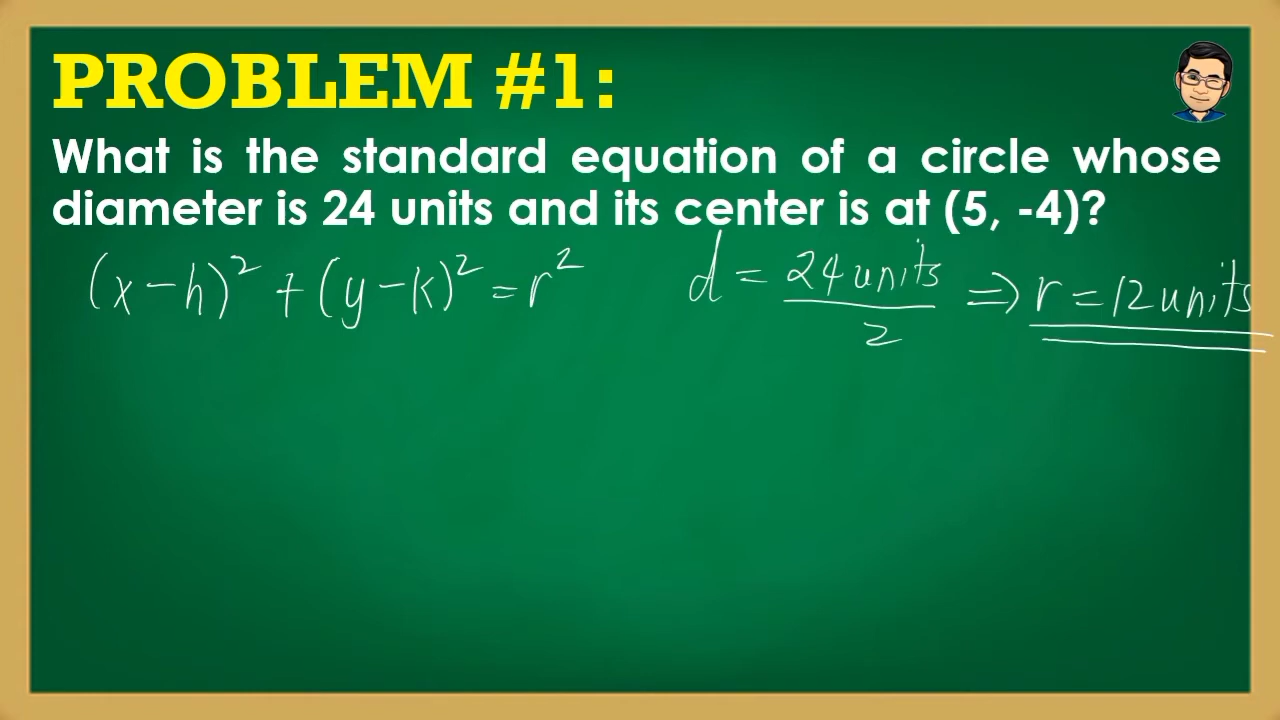 PROBLEM #1:
What is the standard equation of a circle whose
diameter is 24 units and its center is at (5, -4)?
(x-h)² + (y-k)² = r²
d = 24 units / 2 ⇒ r = 12 units